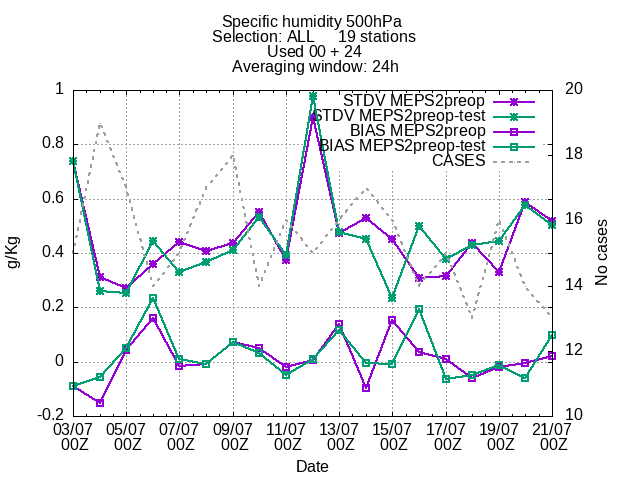 Specific humidity 500hPa
Selection: ALL 19 stations
Used 00 + 24
Averaging window: 24h
STDV MEPS2preop
STDV MEPS2preop-test
BIAS MEPS2preop
BIAS MEPS2preop-test
CASES
g/Kg
1
0.8
0.6
0.4
0.2
0
-0.2
No cases
20
18
16
14
12
10
03/07 05/07 07/07 09/07 11/07 13/07 15/07 17/07 19/07 21/07
00Z 00Z 00Z 00Z 00Z 00Z 00Z 00Z 00Z 00Z
Date